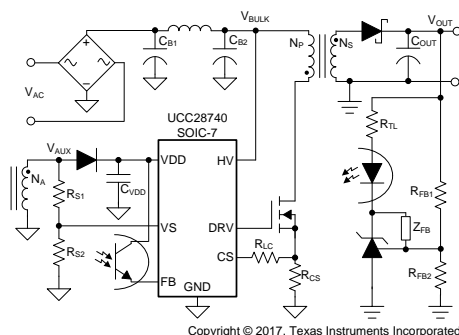 VBULK
NP
NS
VOUT
CB1
CB2
COUT
VAC
+
−
UCC28740
SOIC-7
VAUX
VDD
HV
RTL
NA
RS1
CVDD
RFB1
VS
DRV
ZFB
RS2
CS
RLC
FB
GND
RCS
RFB2
Copyright © 2017, Texas Instruments Incorporated